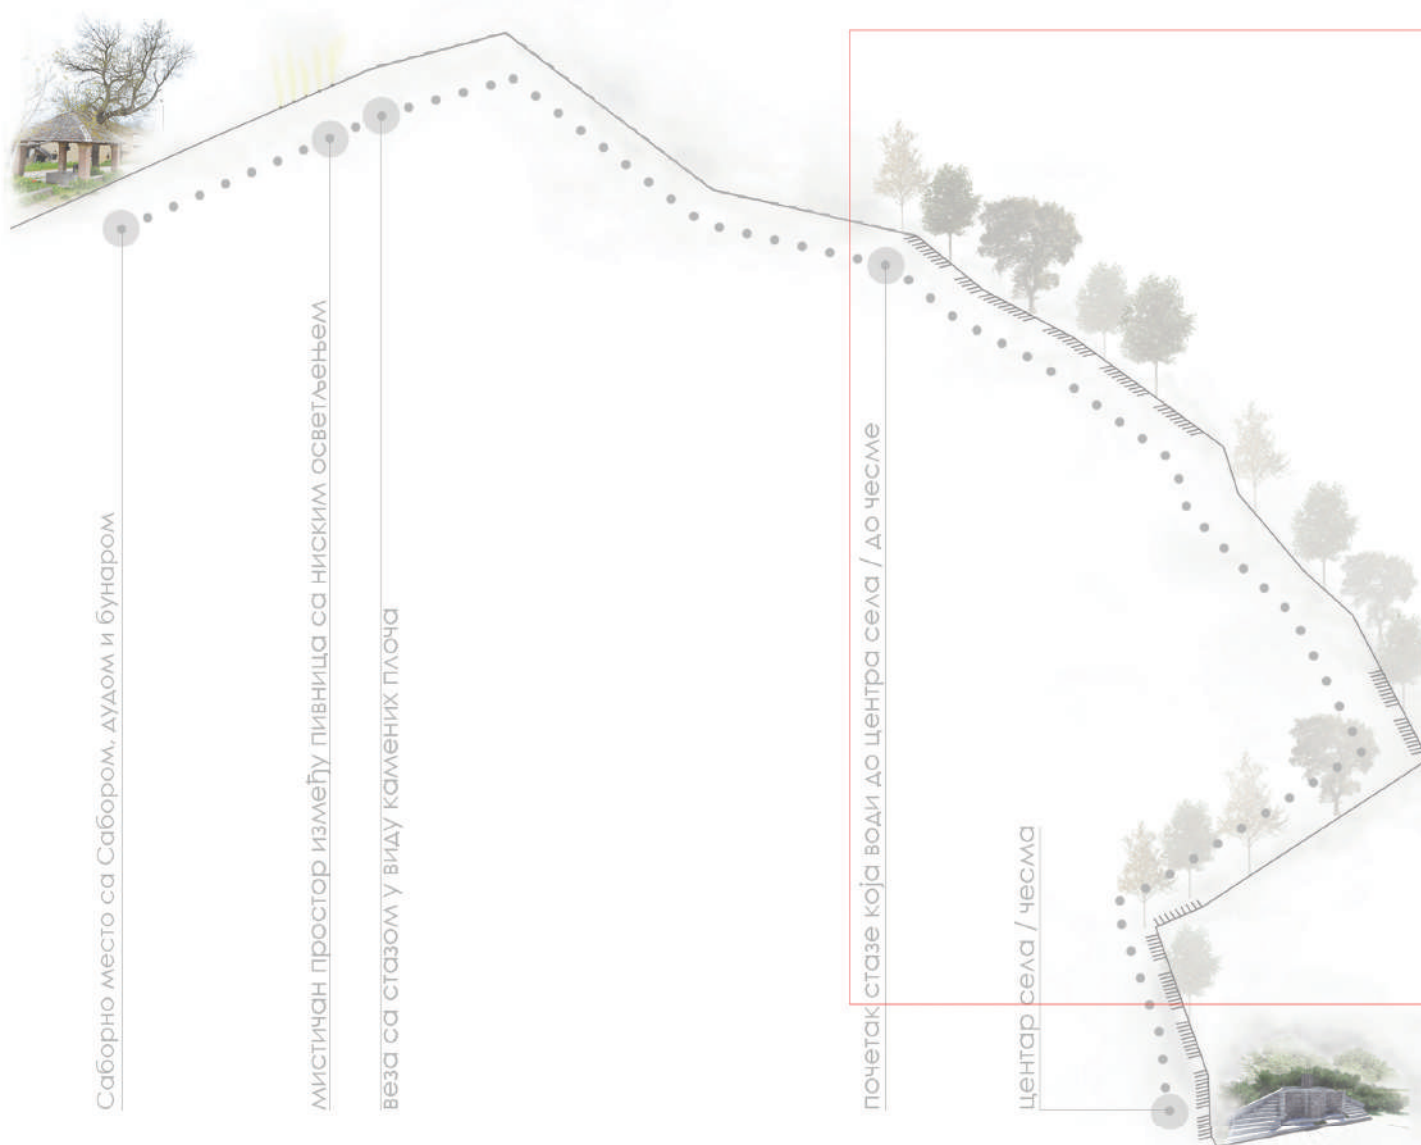 Саборно место са Сабором, дудом и бунаром
мистичан простор између пивница са ниским осветљењем
веза са стазом у виду камених плоча
почетак стазе која води до центра села / до чесме
центар села / чесма